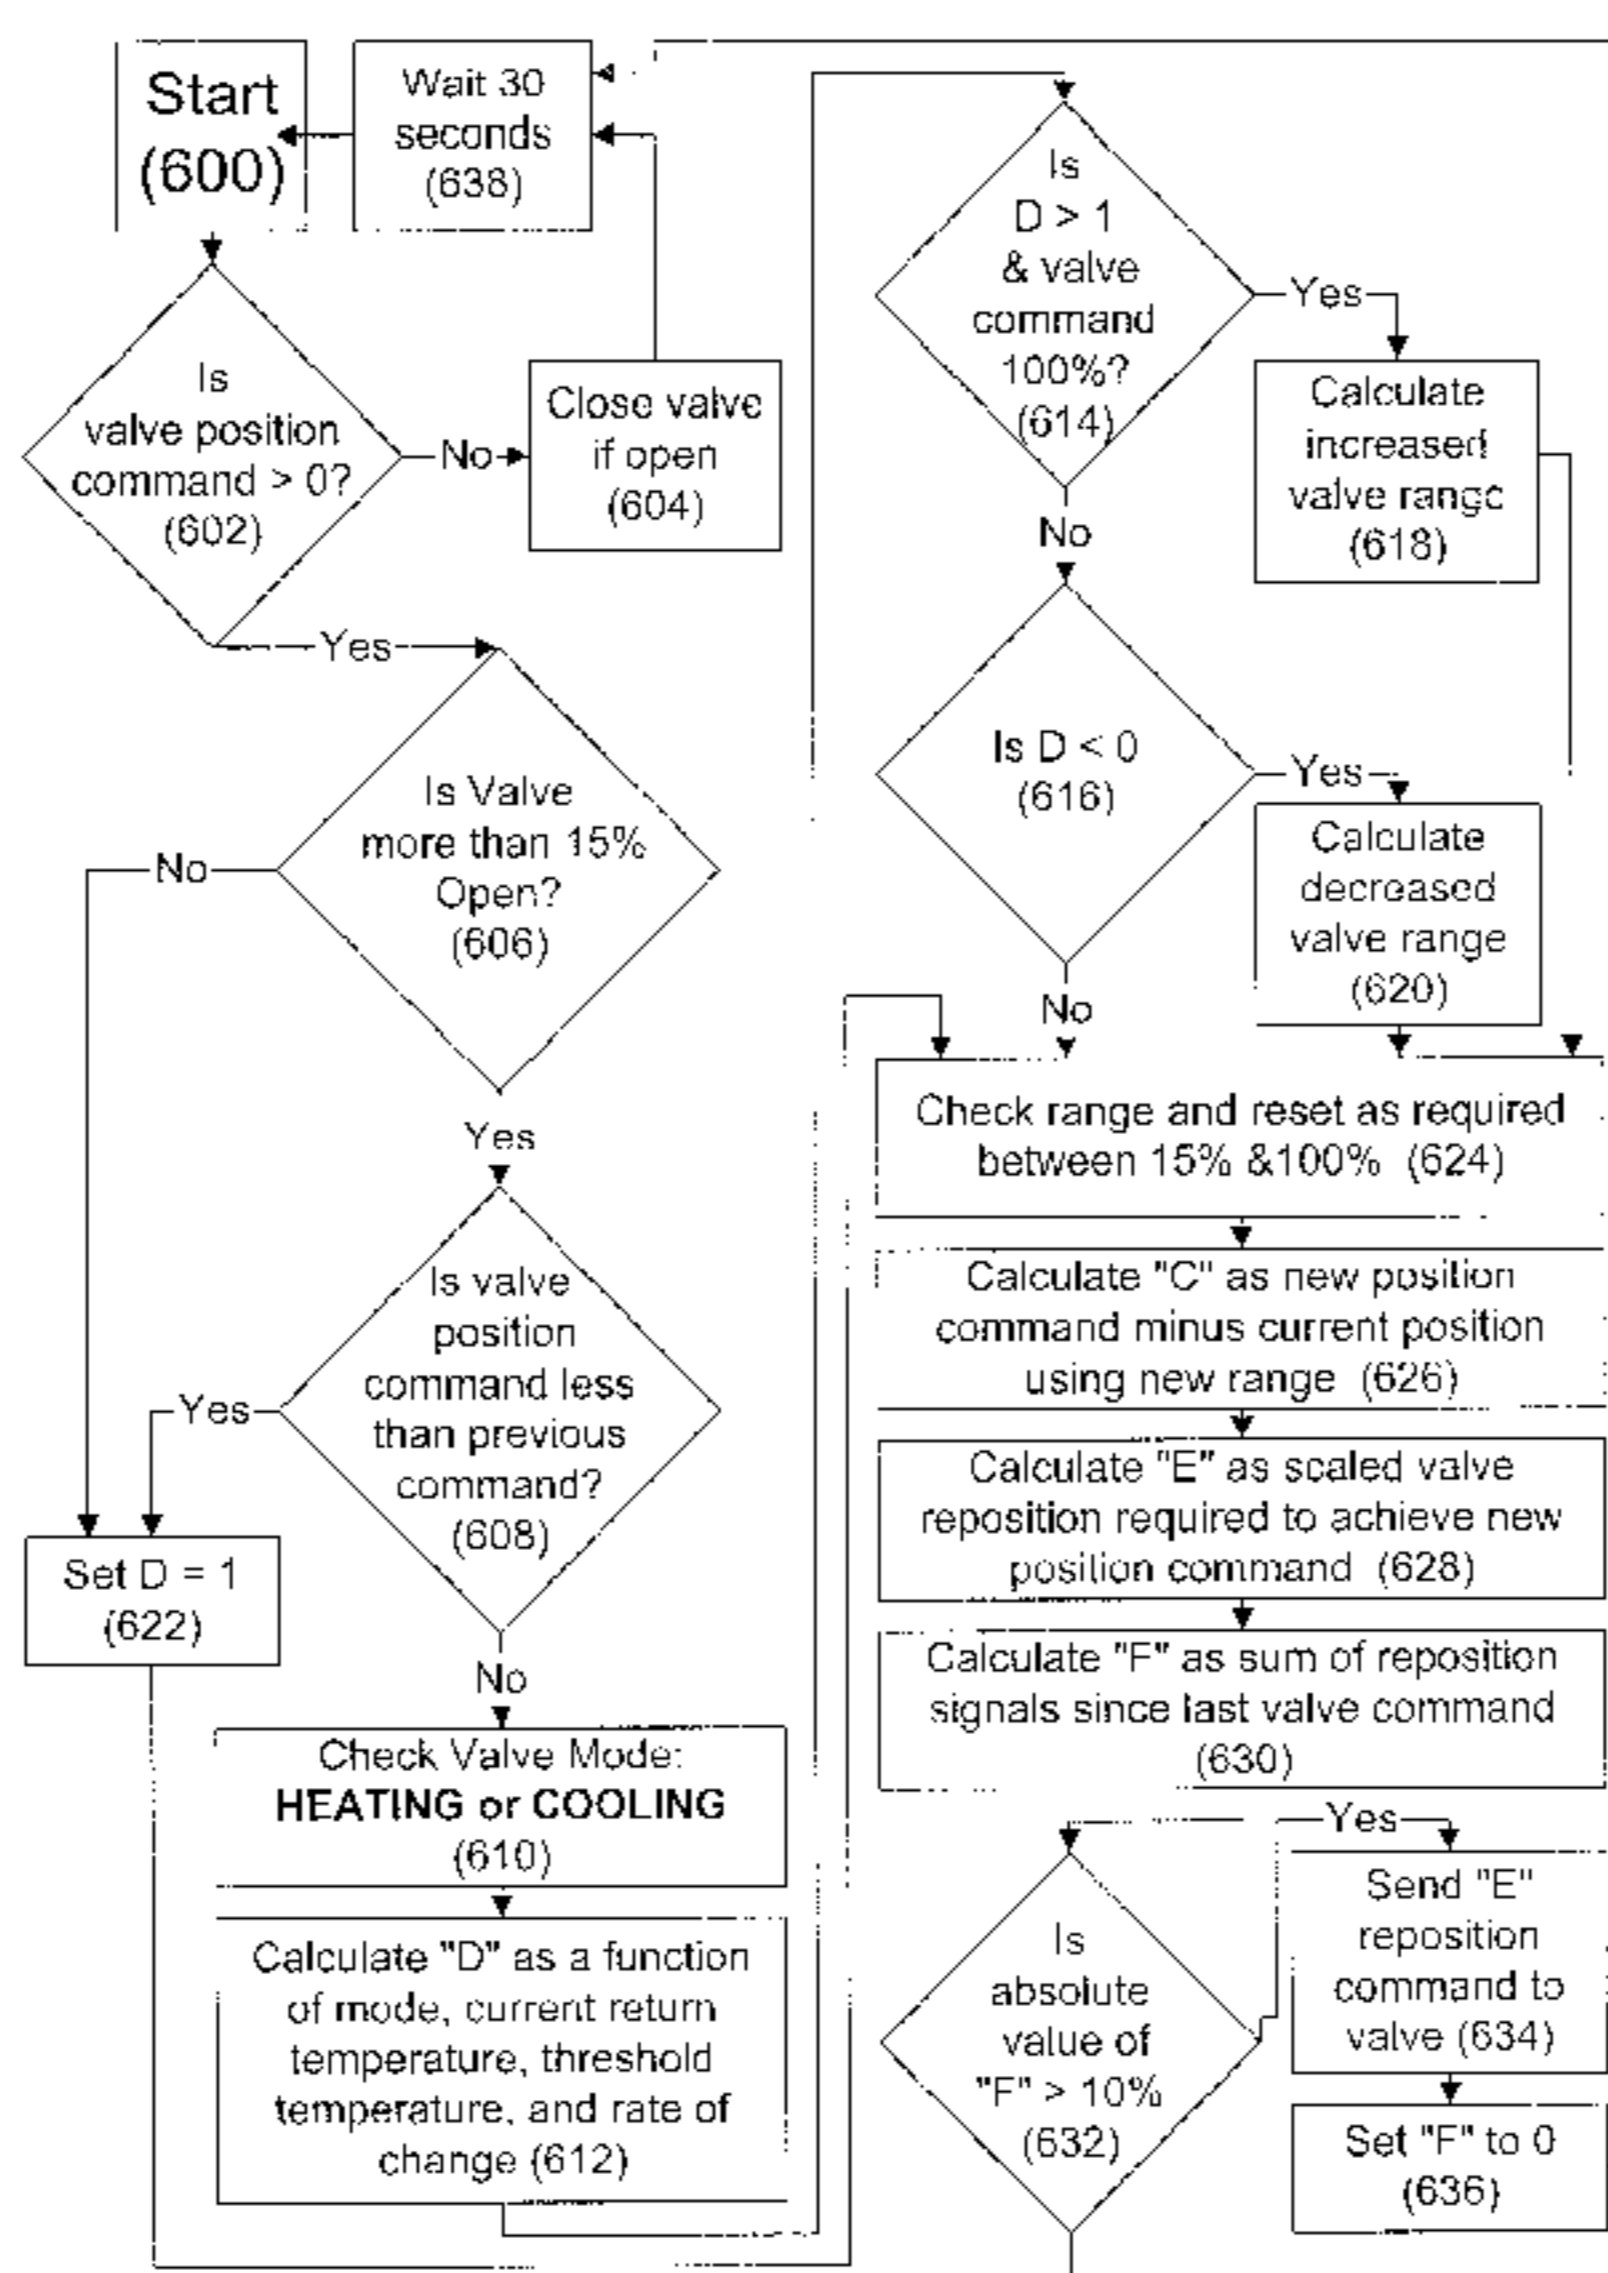 Start
(600)
Wait 30
seconds
(638)
Is
valve position
command > 0?
(602)
No
Close valve
if open
(604)
Yes
Is Valve
more than 15%
Open?
(606)
No
Yes
Is valve
position
command less
than previous
command?
(608)
Yes
Set D = 1
(622)
No
Check Valve Mode:
HEATING or COOLING
(610)
Calculate "D" as a function
of mode, current return
temperature, threshold
temperature, and rate of
change (612)
Is
D > 1
& valve
command
100%?
(614)
Yes
Calculate
increased
valve range
(618)
No
Is D < 0
(616)
Yes
Calculate
decreased
valve range
(620)
No
Check range and reset as required
between 15% &100% (624)
Calculate "C" as new position
command minus current position
using new range (626)
Calculate "E" as scaled valve
reposition required to achieve new
position command (628)
Calculate "F" as sum of reposition
signals since last valve command
(630)
Is
absolute
value of
"F" > 10%
(632)
Yes
Send "E"
reposition
command to
valve (634)
Set "F" to 0
(636)